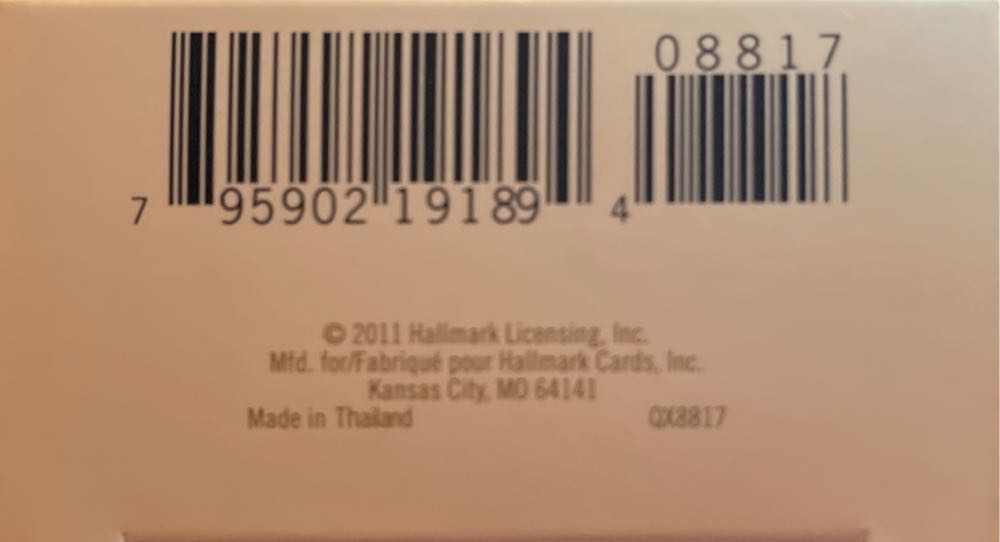 08817
7 95902 19189 4
© 2011 Hallmark Licensing, Inc.
Mfd. for/Fabriqué pour Hallmark Cards, Inc.
Kansas City, MO 64141
Made in Thailand QX8817